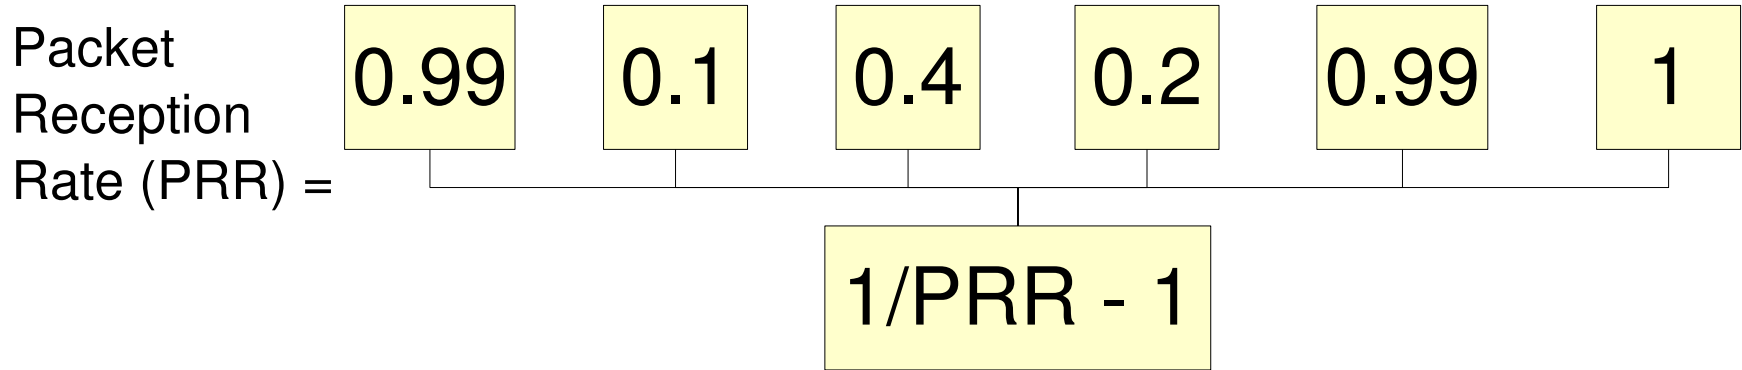 Packet
Reception
Rate (PRR) =
0.99 0.1 0.4 0.2 0.99 1
1/PRR - 1